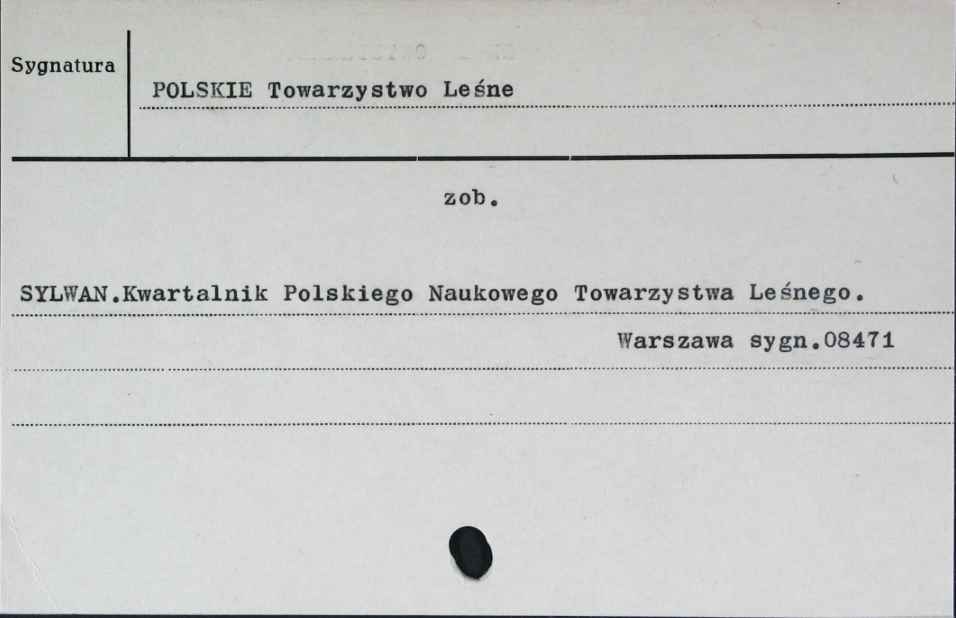 Sygnatura
POLSKIE Towarzystwo Leśne
zob.
SYLWAN.Kwartalnik Polskiego Naukowego Towarzystwa Leśnego.
Warszawa sygn.08471